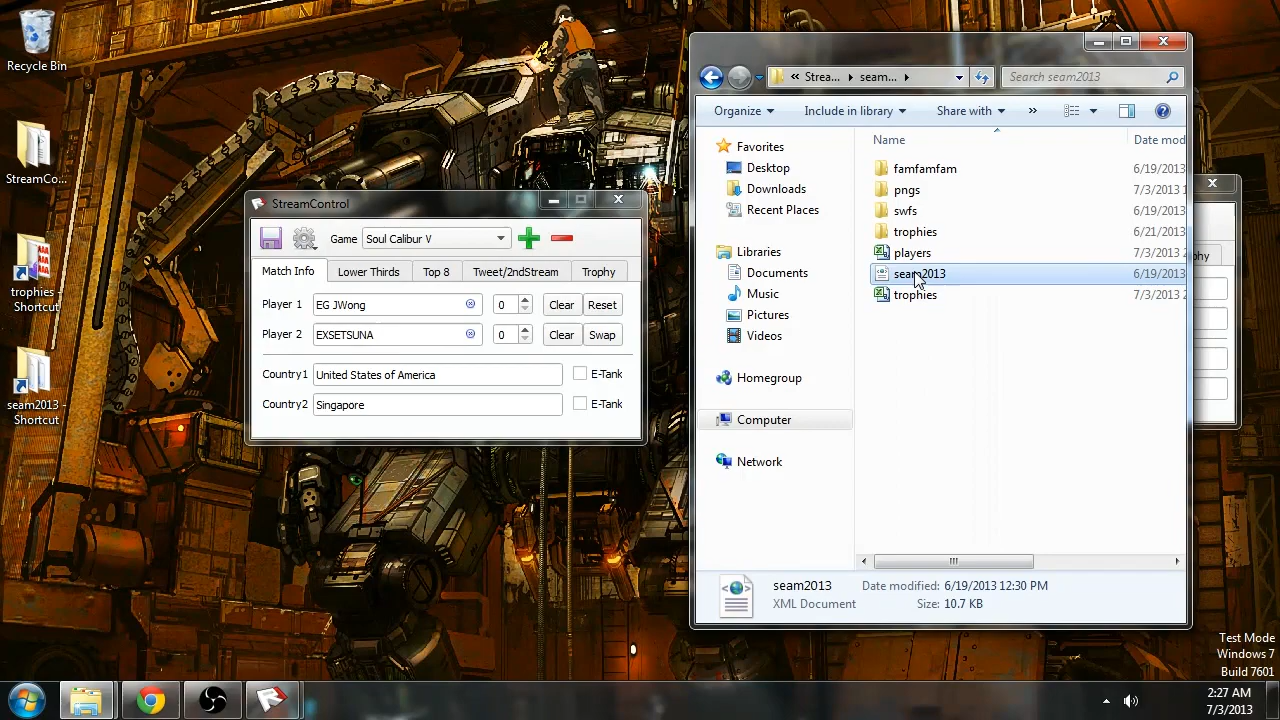 Recycle Bin
StreamCo...
trophies -
Shortcut
seam2013 -
Shortcut
StreamControl
Game
Soul Calibur V
Match Info
Lower Thirds
Top 8
Tweet/2ndStream
Trophy
Player 1
EG JWong
0
Clear
Reset
Player 2
EXSETSUNA
0
Clear
Swap
Country1
United States of America
E-Tank
Country2
Singapore
E-Tank
« Strea... ▸ seam... ▸
Search seam2013
Organize
Include in library
Share with
»
Favorites
Desktop
Downloads
Recent Places
Libraries
Documents
Music
Pictures
Videos
Homegroup
Computer
Network
Name
Date mod
famfamfam
6/19/2013
pngs
7/3/2013 1
swfs
6/19/2013
trophies
6/21/2013
players
7/3/2013 2
seam2013
6/19/2013
trophies
7/3/2013 2
seam2013
Date modified: 6/19/2013 12:30 PM
XML Document
Size: 10.7 KB
phy
Test Mode
Windows 7
Build 7601
2:27 AM
7/3/2013